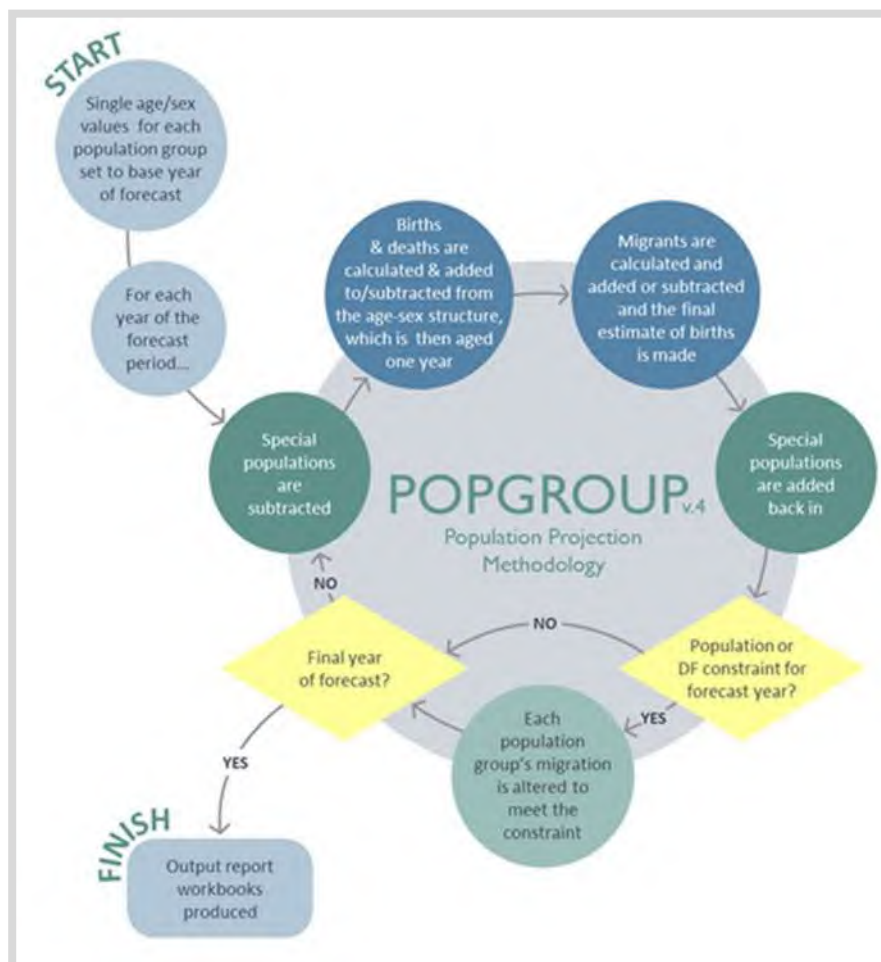 START
Single age/sex
values for each
population group
set to base year
of forecast
For each
year of the
forecast
period...
Special
populations
are
subtracted
Births
& deaths are
calculated & added
to/subtracted from
the age-sex structure,
which is then aged
one year
Migrants are
calculated and
added or subtracted
and the final
estimate of births
is made
Special
populations
are added
back in
POPGROUP v.4
Population Projection
Methodology
Population or
DF constraint for
forecast year?
NO
YES
Each
population
group's migration
is altered to
meet the
constraint
Final year
of forecast?
NO
YES
FINISH
Output report
workbooks
produced